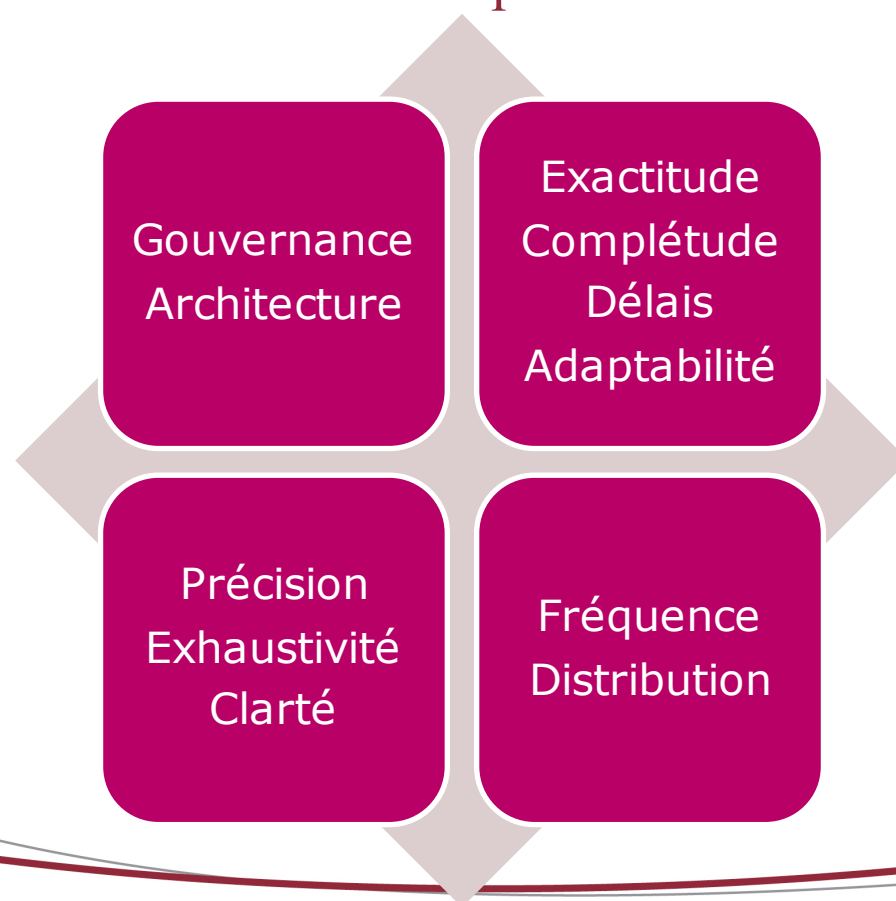 Gouvernance
Architecture
Exactitude
Complétude
Délais
Adaptabilité
Précision
Exhaustivité
Clarté
Fréquence
Distribution